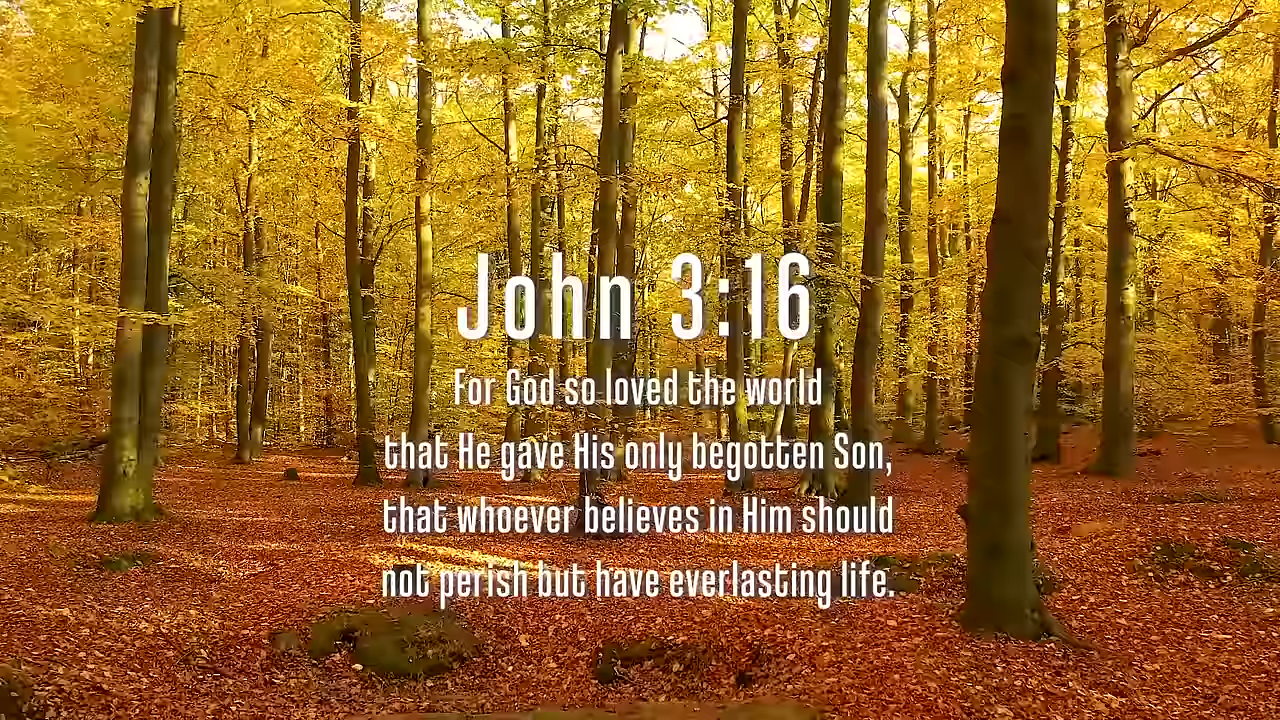 John 3:16
For God so loved the world
that He gave His only begotten Son,
that whoever believes in Him should
not perish but have everlasting life.